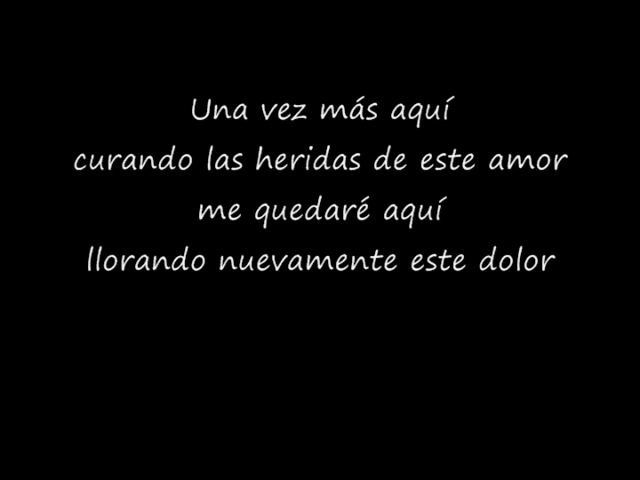 Una vez más aquí
curando las heridas de este amor
me quedaré aquí
llorando nuevamente este dolor